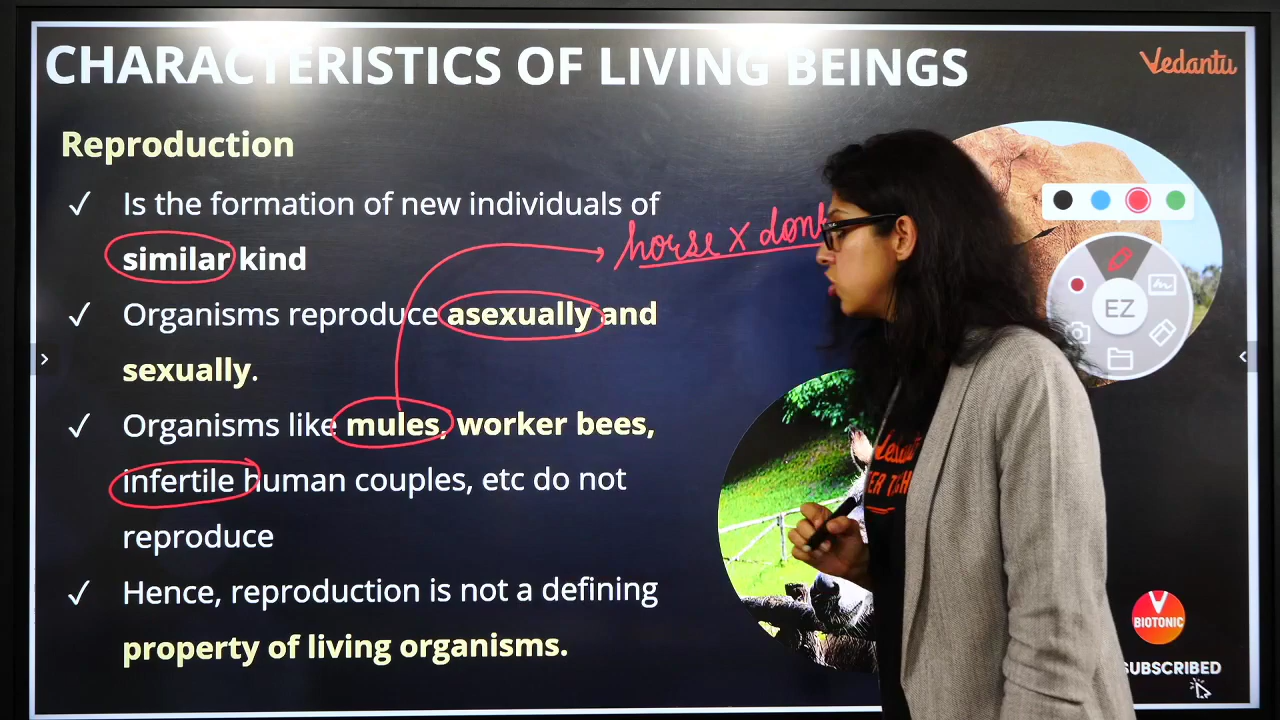 CHARACTERISTICS OF LIVING BEINGS
Vedantu
Reproduction
✓ Is the formation of new individuals of
similar kind
horse x
✓ Organisms reproduce asexually and
sexually.
✓ Organisms like mules, worker bees,
infertile human couples, etc do not
reproduce
✓ Hence, reproduction is not a defining
property of living organisms.
EZ
V
BIOTONIC
SUBSCRIBED